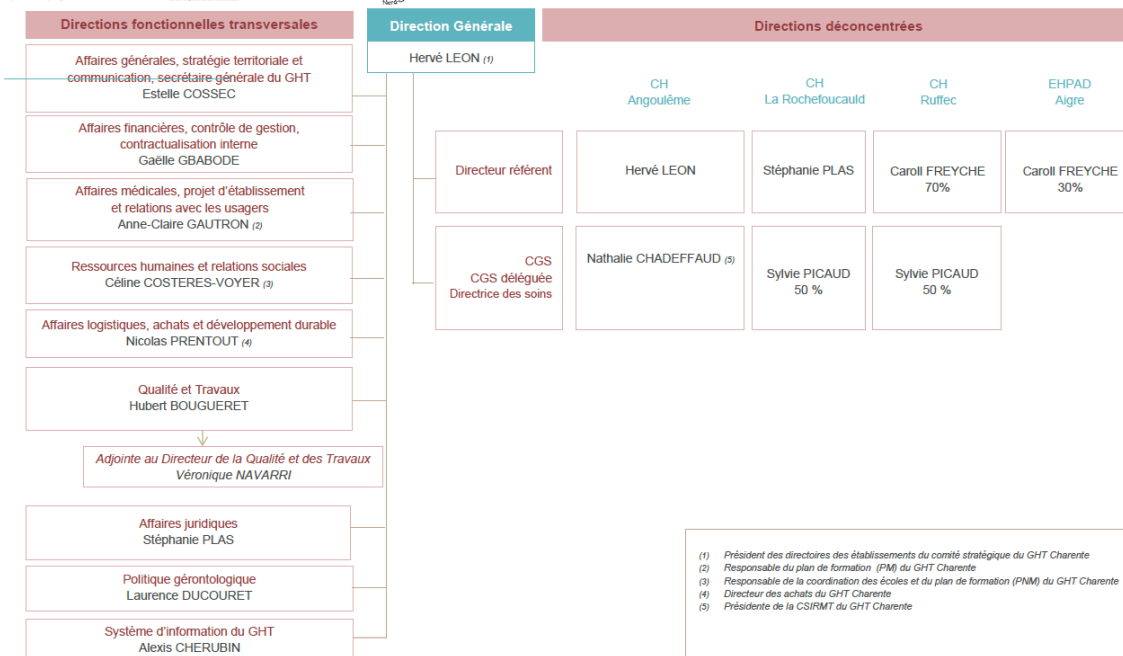 Directions fonctionnelles transversales
Affaires générales, stratégie territoriale et
communication, secrétaire générale du GHT
Estelle COSSEC
Affaires financières, contrôle de gestion,
contractualisation interne
Gaëlle GBABODE
Affaires médicales, projet d'établissement
et relations avec les usagers
Anne-Claire GAUTRON (2)
Ressources humaines et relations sociales
Céline COSTERES-VOYER (3)
Affaires logistiques, achats et développement durable
Nicolas PRENTOUT (4)
Qualité et Travaux
Hubert BOUGUERET
Adjointe au Directeur de la Qualité et des Travaux
Véronique NAVARRI
Affaires juridiques
Stéphanie PLAS
Politique gérontologique
Laurence DUCOURET
Système d'information du GHT
Alexis CHERUBIN
Direction Générale
Hervé LEON (1)
Directions déconcentrées
CH
Angoulême
CH
La Rochefoucauld
CH
Ruffec
EHPAD
Aigre
Directeur référent
Hervé LEON
Stéphanie PLAS
Caroll FREYCHE
70%
Caroll FREYCHE
30%
CGS
CGS déléguée
Directrice des soins
Nathalie CHADEFFAUD (5)
Sylvie PICAUD
50 %
Sylvie PICAUD
50 %
(1) Président des directoires des établissements du comité stratégique du GHT Charente
(2) Responsable du plan de formation (PM) du GHT Charente
(3) Responsable de la coordination des écoles et du plan de formation (PNM) du GHT Charente
(4) Directeur des achats du GHT Charente
(5) Présidente de la CSIRMT du GHT Charente